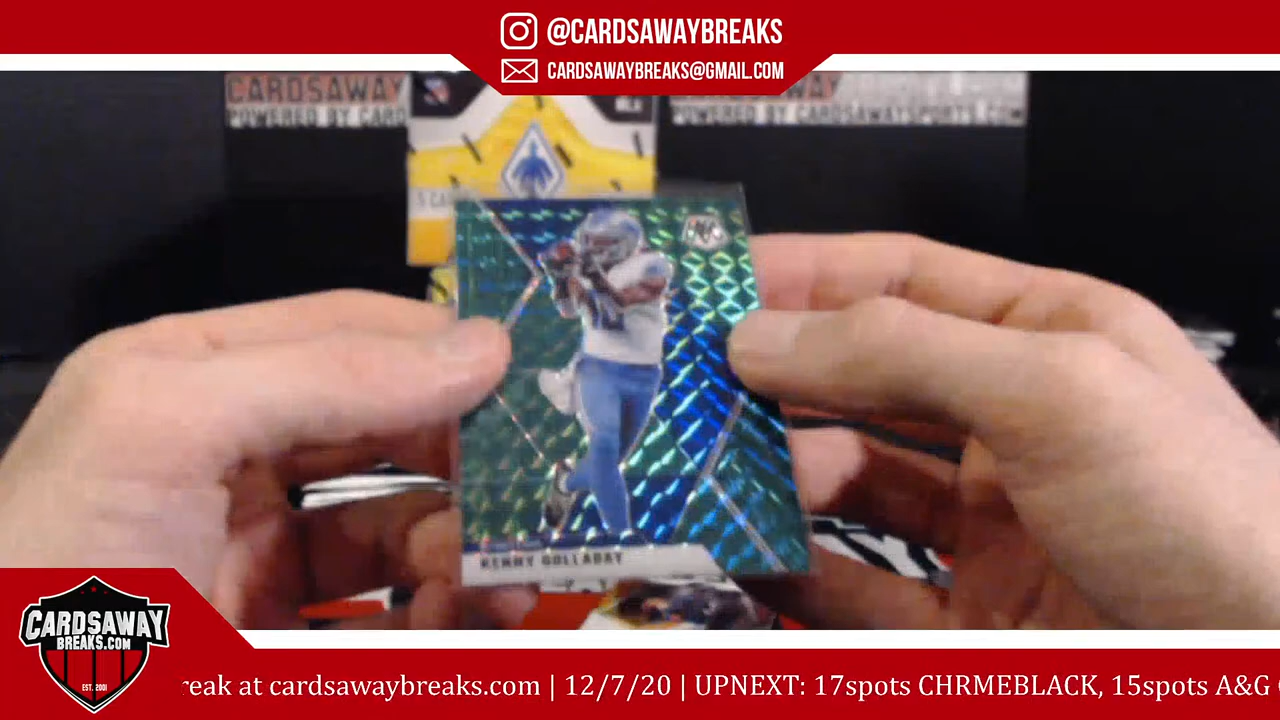 @CARDSAWAYBREAKS
CARDSAWAYBREAKS@GMAIL.COM
CARDSAWAY
POWERED BY CARD
POWERED BY CARDSAWAYSPORTS.COM
KENNY GOLLADAY
CARDSAWAY
BREAKS.COM
EST. 2001
reak at cardsawaybreaks.com | 12/7/20 | UPNEXT: 17spots CHRMEBLACK, 15spots A&G